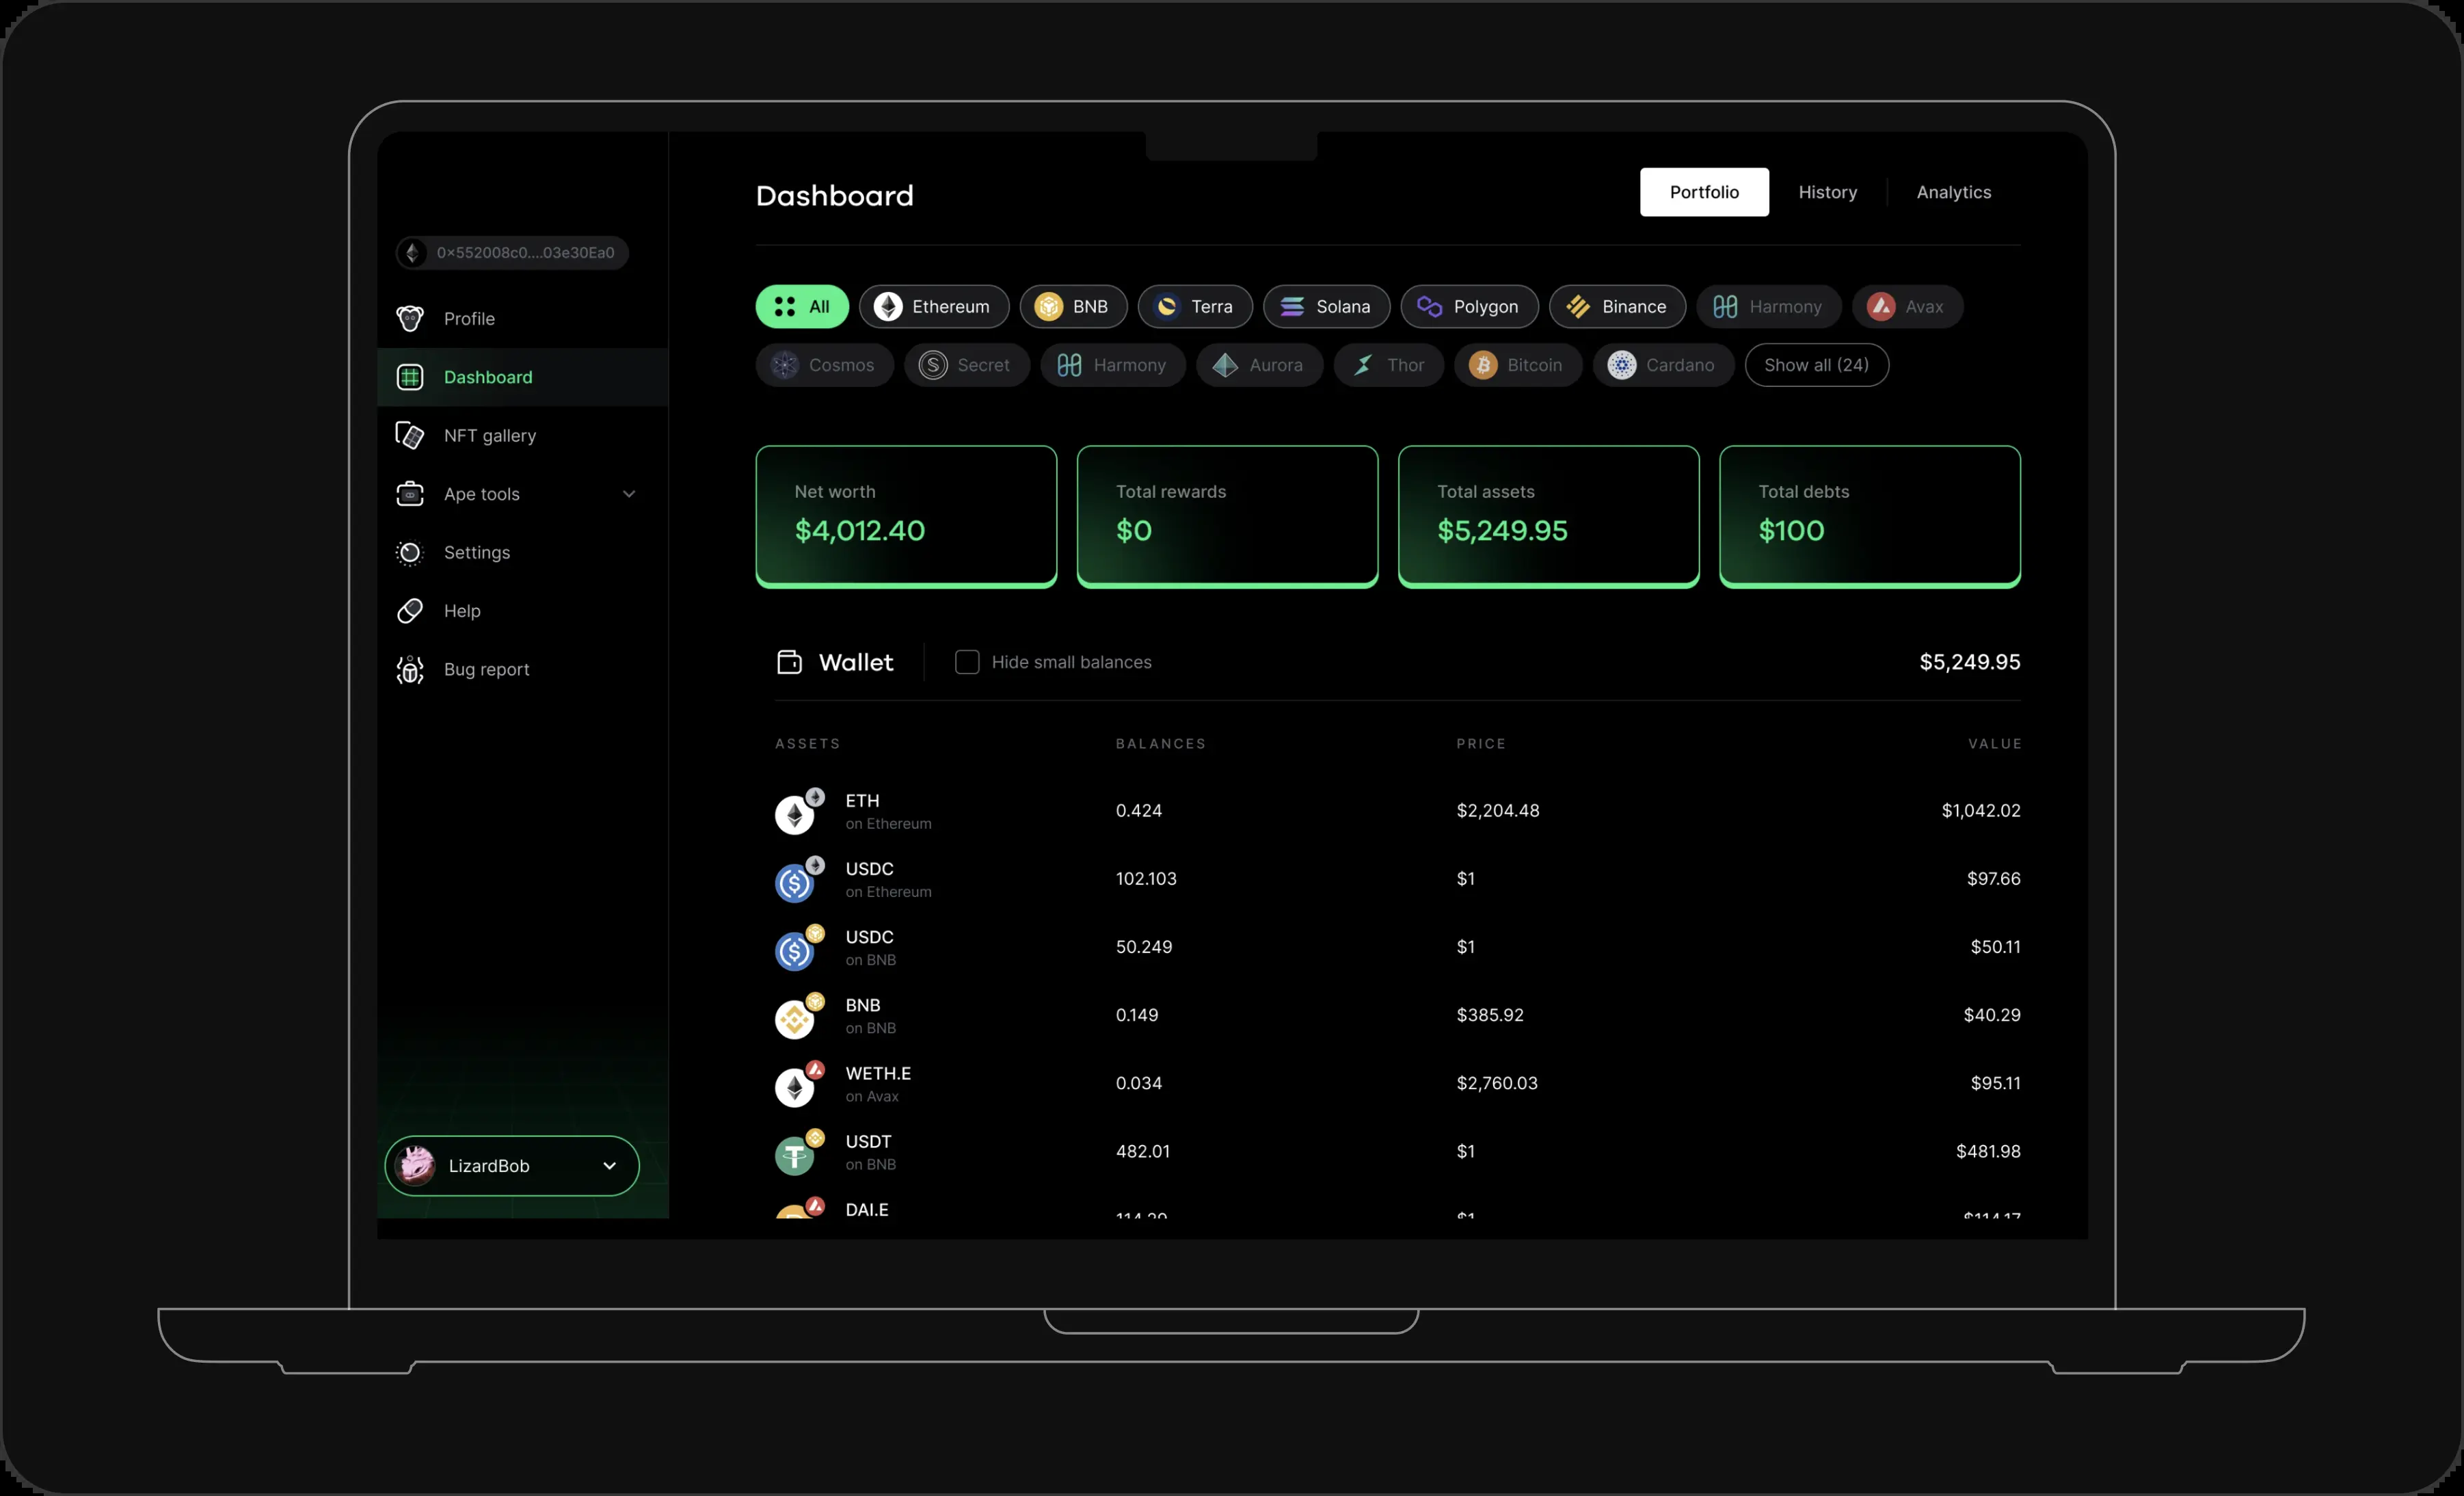 Dashboard
Portfolio
History
Analytics
0×552008c0....03e30Ea0
Profile
Dashboard
NFT gallery
Ape tools
Settings
Help
Bug report
LizardBob
All
Ethereum
BNB
Terra
Solana
Polygon
Binance
Harmony
Avax
Cosmos
Secret
Harmony
Aurora
Thor
Bitcoin
Cardano
Show all (24)
Net worth
$4,012.40
Total rewards
$0
Total assets
$5,249.95
Total debts
$100
Wallet
Hide small balances
$5,249.95
ASSETS BALANCES PRICE VALUE
ETH
on Ethereum
0.424 $2,204.48 $1,042.02
USDC
on Ethereum
102.103 $1 $97.66
USDC
on BNB
50.249 $1 $50.11
BNB
on BNB
0.149 $385.92 $40.29
WETH.E
on Avax
0.034 $2,760.03 $95.11
USDT
on BNB
482.01 $1 $481.98
DAI.E
$1